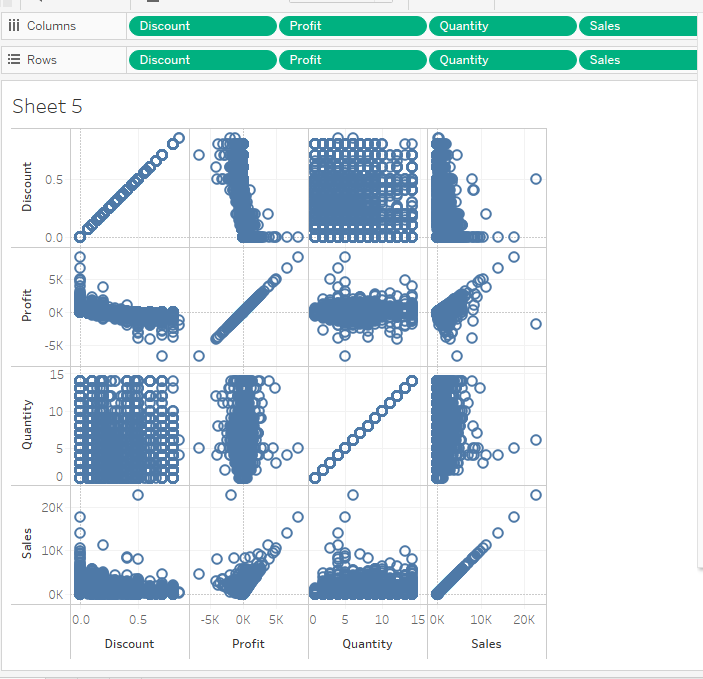 Columns Discount Profit Quantity Sales
Rows Discount Profit Quantity Sales
Sheet 5
Discount
0.5
0.0
Profit
5K
0K
-5K
Quantity
15
10
5
0
Sales
20K
10K
0K
0.0 0.5 -5K 0K 5K 0 5 10 15 0K 10K 20K
Discount Profit Quantity Sales